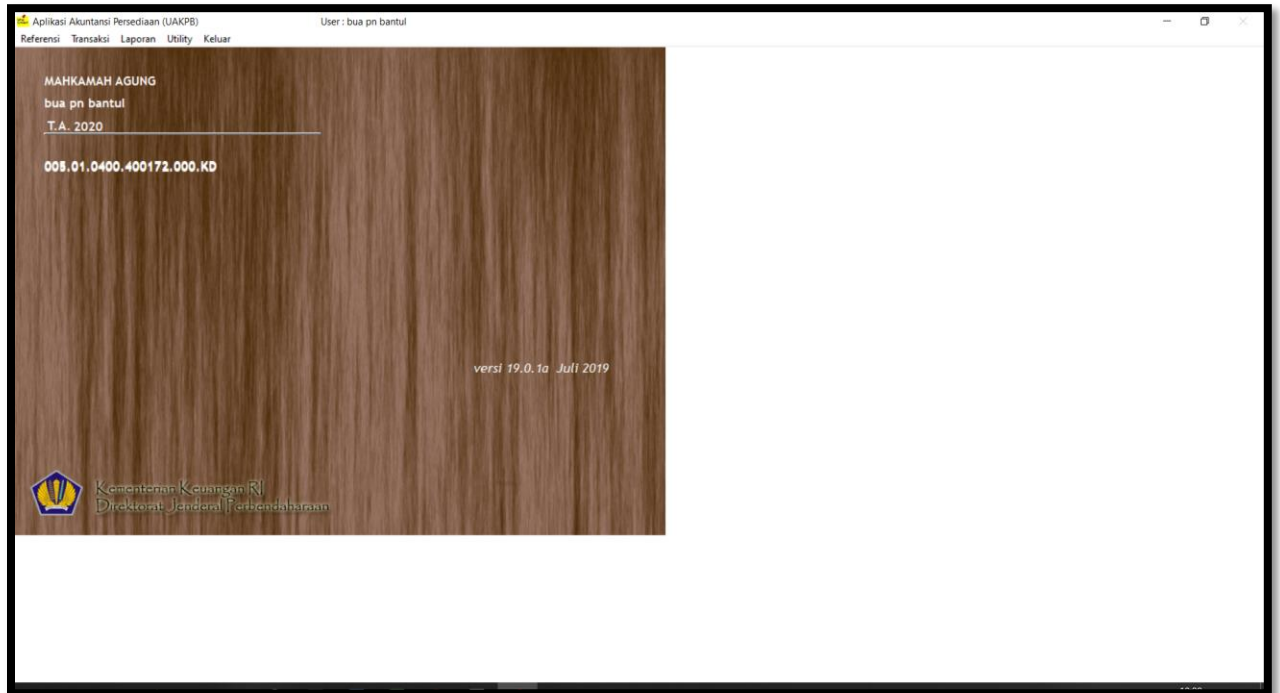 Aplikasi Akuntansi Persediaan (UAKPB) User : bua pn bantul
Referensi Transaksi Laporan Utility Keluar
MAHKAMAH AGUNG
bua pn bantul
T.A. 2020
005.01.0400.400172.000.KD
versi 19.0.1a Juli 2019
Kementerian Keuangan RI
Direktorat Jenderal Perbendaharaan